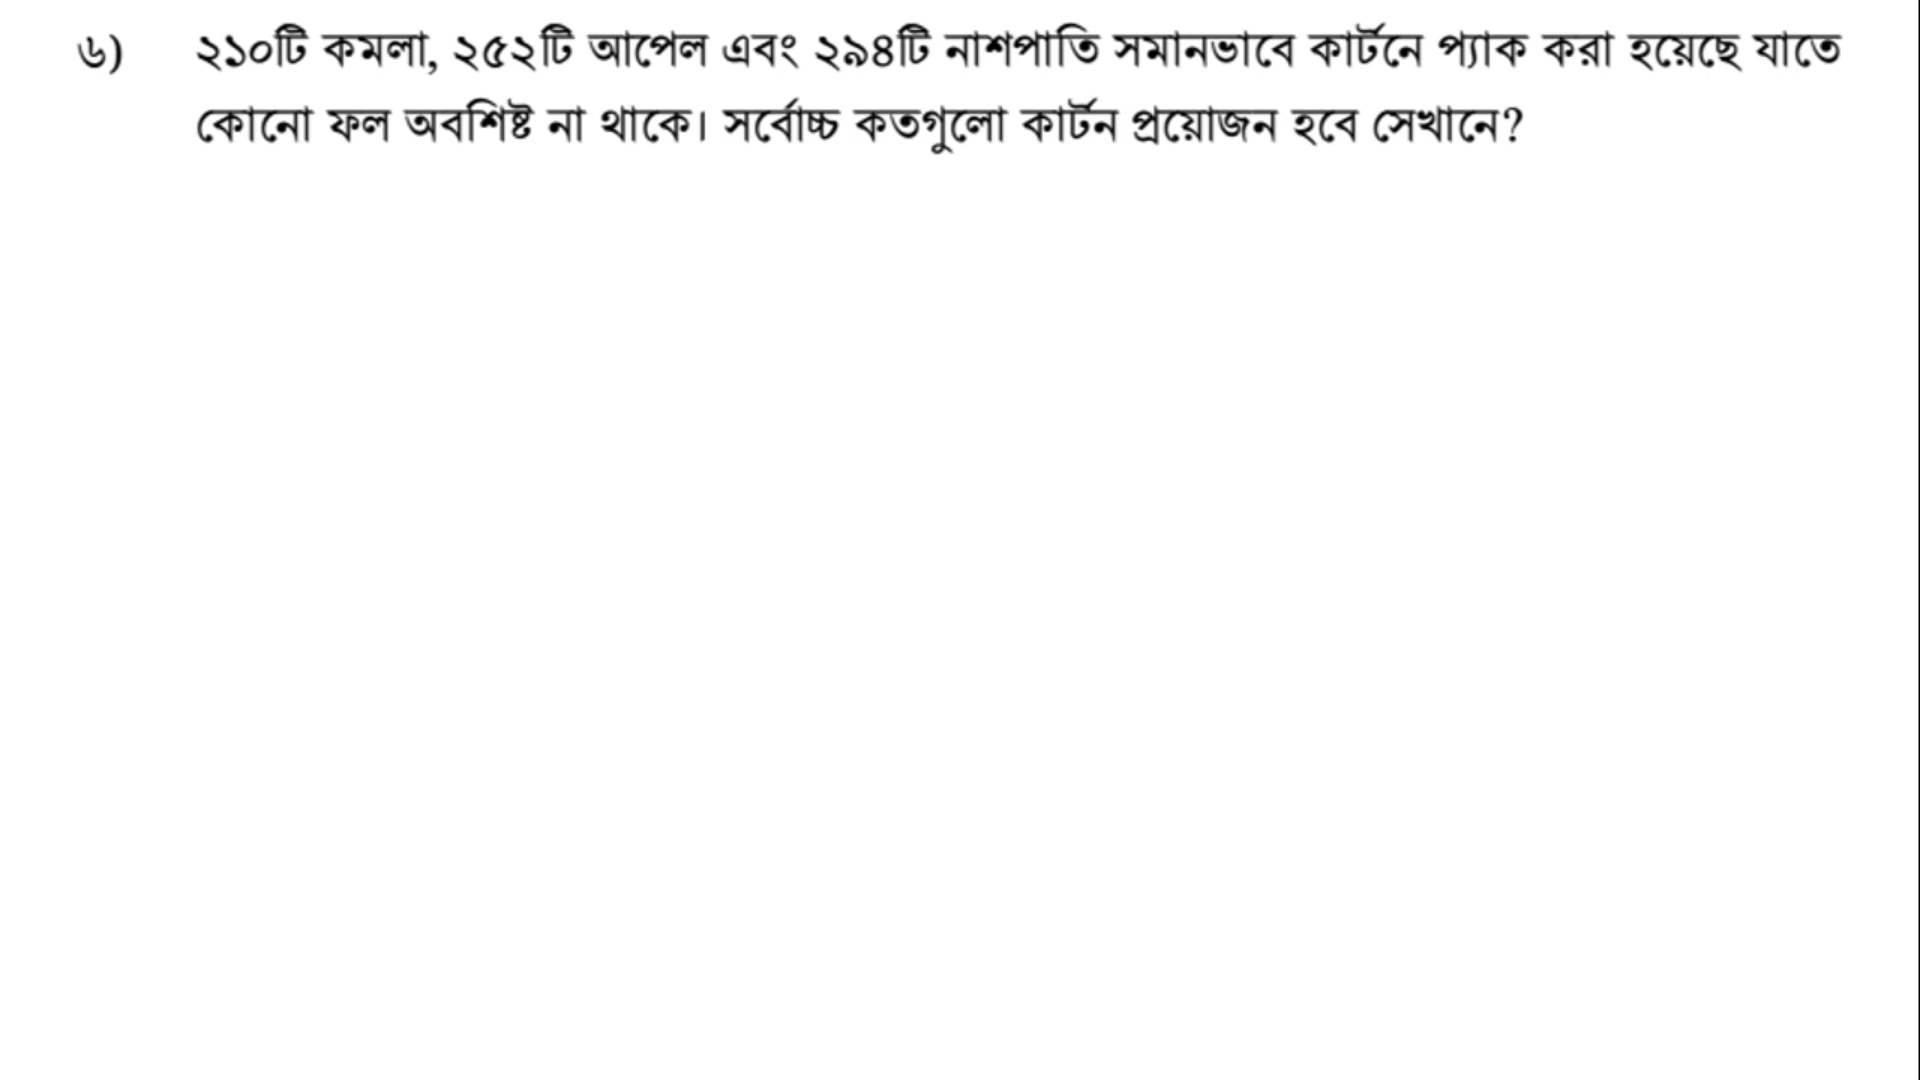 ৬) ২১০টি কমলা, ২৫২টি আপেল এবং ২৯৪টি নাশপাতি সমানভাবে কার্টনে প্যাক করা হয়েছে যাতে
কোনো ফল অবশিষ্ট না থাকে। সর্বোচ্চ কতগুলো কার্টন প্রয়োজন হবে সেখানে?